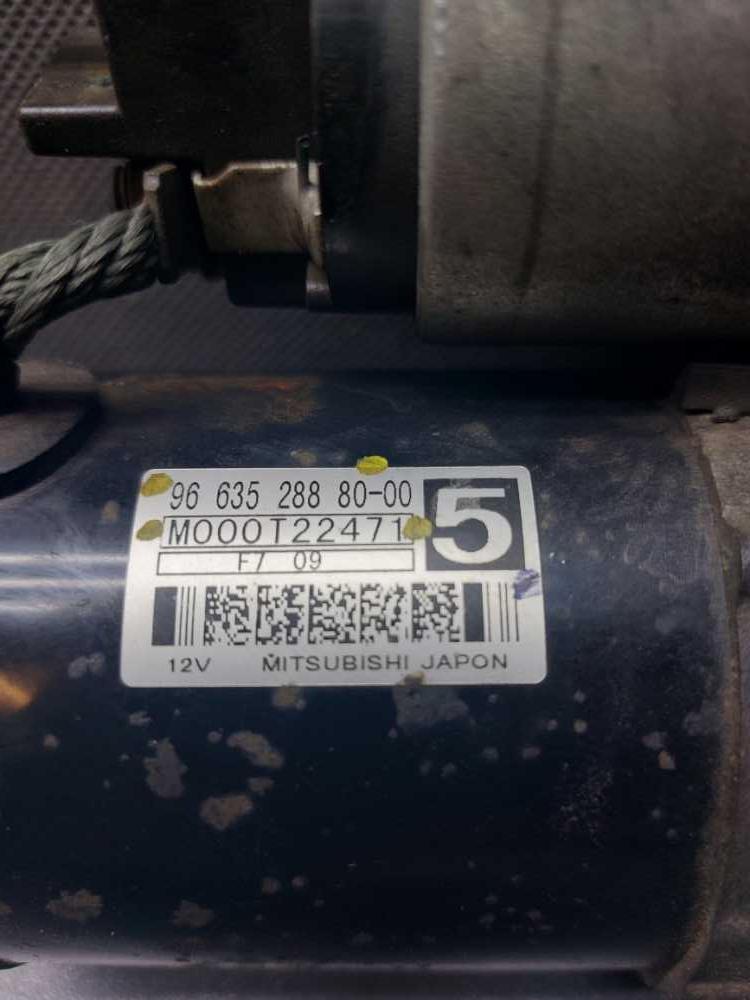 96 635 288 80-00
M000T22471
5
F7 09
12V MITSUBISHI JAPON